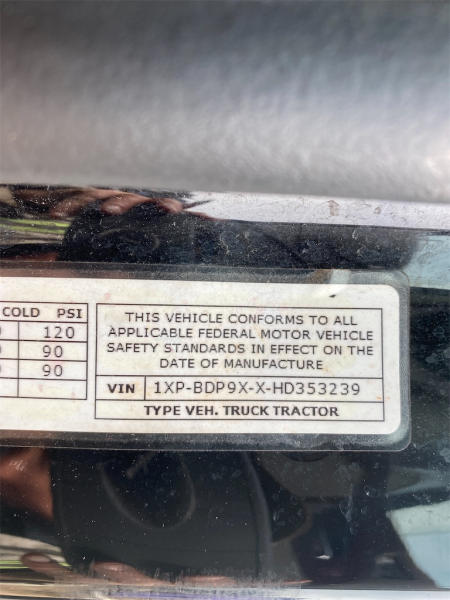 COLD PSI
120
90
90
THIS VEHICLE CONFORMS TO ALL
APPLICABLE FEDERAL MOTOR VEHICLE
SAFETY STANDARDS IN EFFECT ON THE
DATE OF MANUFACTURE
VIN 1XP-BDP9X-X-HD353239
TYPE VEH. TRUCK TRACTOR